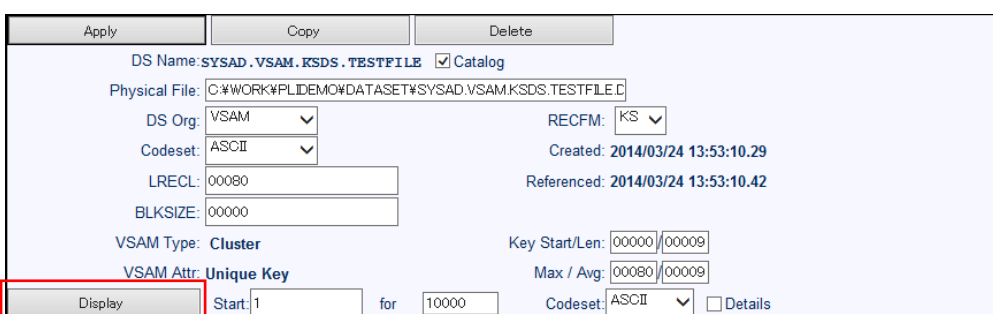 Apply Copy Delete
DS Name: SYSAD.VSAM.KSDS.TESTFILE Catalog
Physical File: C:¥WORK¥PLIDEMO¥DATASET¥SYSAD.VSAM.KSDS.TESTFILE.D
DS Org: VSAM RECFM: KS
Codeset: ASCII Created: 2014/03/24 13:53:10.29
LRECL: 00080 Referenced: 2014/03/24 13:53:10.42
BLKSIZE: 00000
VSAM Type: Cluster Key Start/Len: 00000/00009
VSAM Attr: Unique Key Max / Avg: 00080/00009
Display Start: 1 for 10000 Codeset: ASCII Details